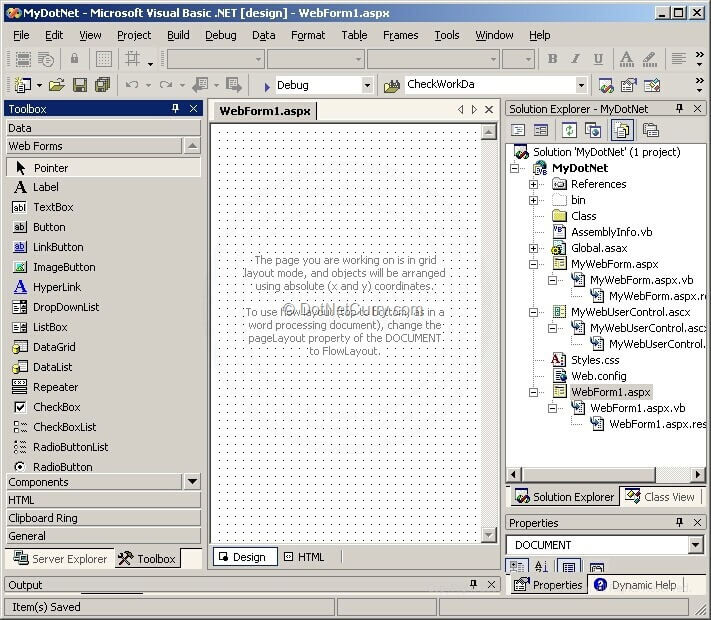 MyDotNet - Microsoft Visual Basic .NET [design] - WebForm1.aspx
File Edit View Project Build Debug Data Format Table Frames Tools Window Help
B I U A
Debug CheckWorkDa
Toolbox
Data
Web Forms
Pointer
A Label
abl TextBox
ab Button
ab LinkButton
ab ImageButton
A HyperLink
DropDownList
ListBox
DataGrid
DataList
Repeater
CheckBox
CheckBoxList
RadioButtonList
RadioButton
Components
HTML
Clipboard Ring
General
Server Explorer Toolbox
WebForm1.aspx
The page you are working on is in grid
layout mode, and objects will be arranged
using absolute (x and y) coordinates.
© DotNetCurry.com
To use flow layout (top to bottom, as in a
word processing document), change the
pageLayout property of the DOCUMENT
to FlowLayout.
Design HTML
Solution Explorer - MyDotNet
Solution 'MyDotNet' (1 project)
MyDotNet
References
bin
Class
AssemblyInfo.vb
Global.asax
MyWebForm.aspx
MyWebForm.aspx.vb
MyWebForm.aspx.re
MyWebUserControl.ascx
MyWebUserControl.
MyWebUserControl.
Styles.css
Web.config
WebForm1.aspx
WebForm1.aspx.vb
WebForm1.aspx.res
Solution Explorer Class View
Properties
DOCUMENT
Properties Dynamic Help
Output
Item(s) Saved